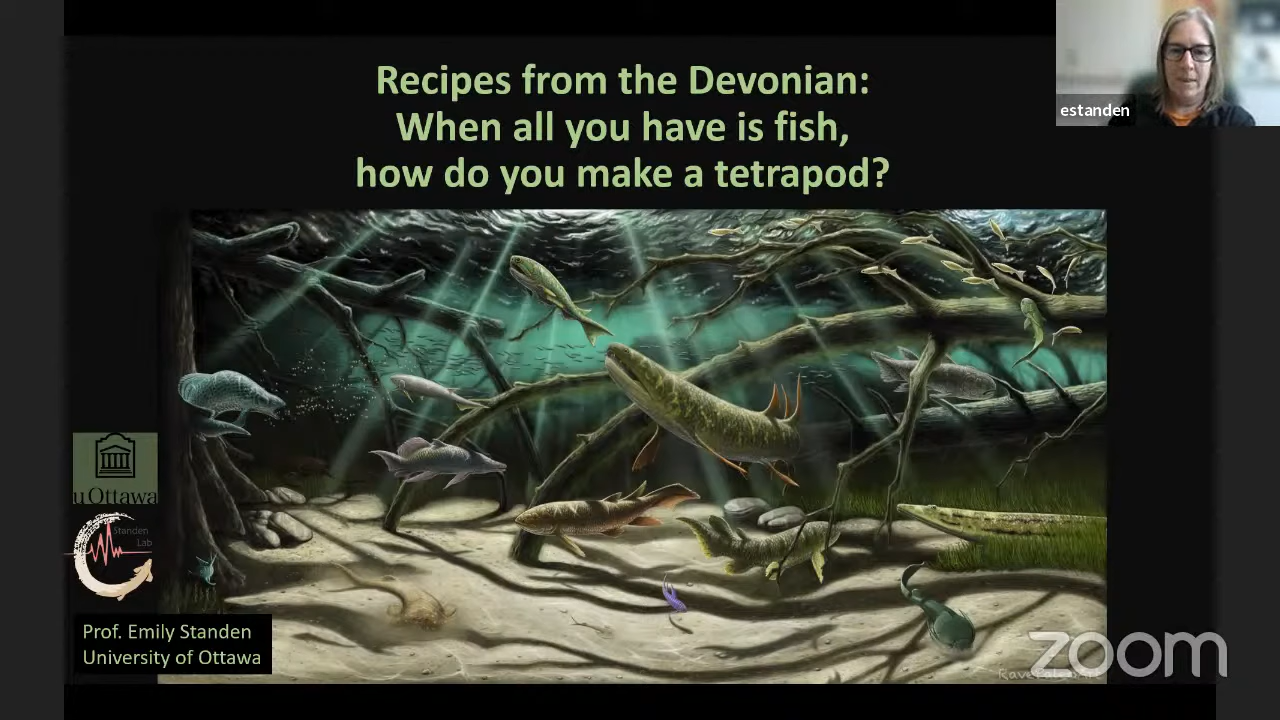 Recipes from the Devonian:
When all you have is fish,
how do you make a tetrapod?
estanden
uOttawa
Standen
Lab
Prof. Emily Standen
University of Ottawa
zoom